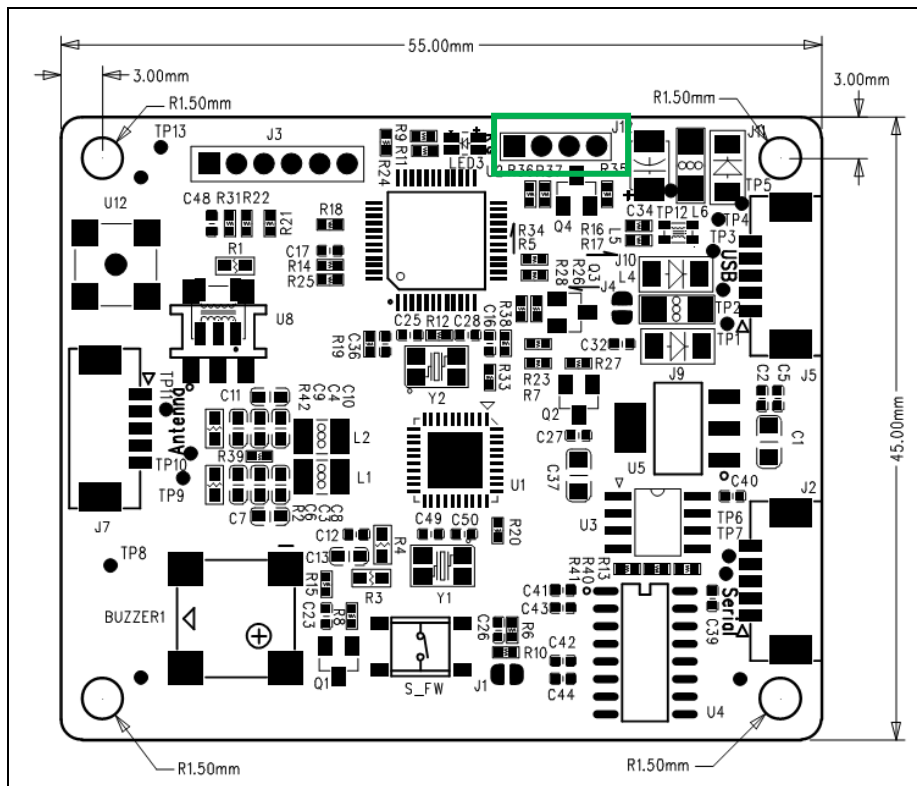 55.00mm
3.00mm
3.00mm
R1.50mm
R1.50mm
TP13
J3
R9
R11
R24
LED3
J1
R36
R37
R35
TP5
U12
C48
R31
R22
R21
R18
Q4
C34
TP12
L6
TP4
R1
C17
R14
R25
R34
R5
R16
R17
L5
TP3
J10
USB
U8
R28
R26
Q3
J4
L4
TP2
C25
R12
C28
C16
R38
TP1
R19
C36
C32
Y2
R33
R23
R7
R27
J9
J5
TP11
Antenna
C11
R42
C9
C4
C10
Q2
C2
C5
C1
45.00mm
L2
C27
TP10
R39
L1
U1
C37
U5
TP9
C40
J2
J7
C7
R2
C6
C3
C8
U3
TP6
TP7
C12
C49
C50
R20
TP8
C13
R4
R41
R40
R13
Serial
R15
R3
Y1
C41
C43
C39
BUZZER1
C23
R8
C26
R6
R10
C42
C44
Q1
S_FW
J1
U4
R1.50mm
R1.50mm